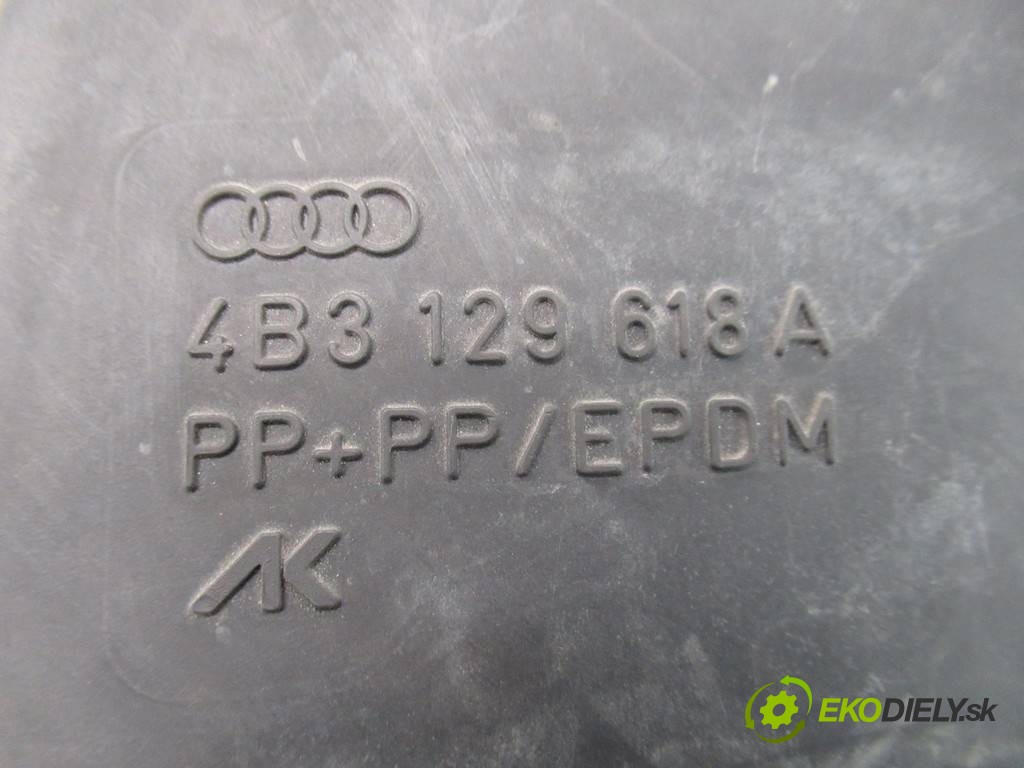 4B3 129 618 A
PP+PP/EPDM
AK
EKODIELY.sk